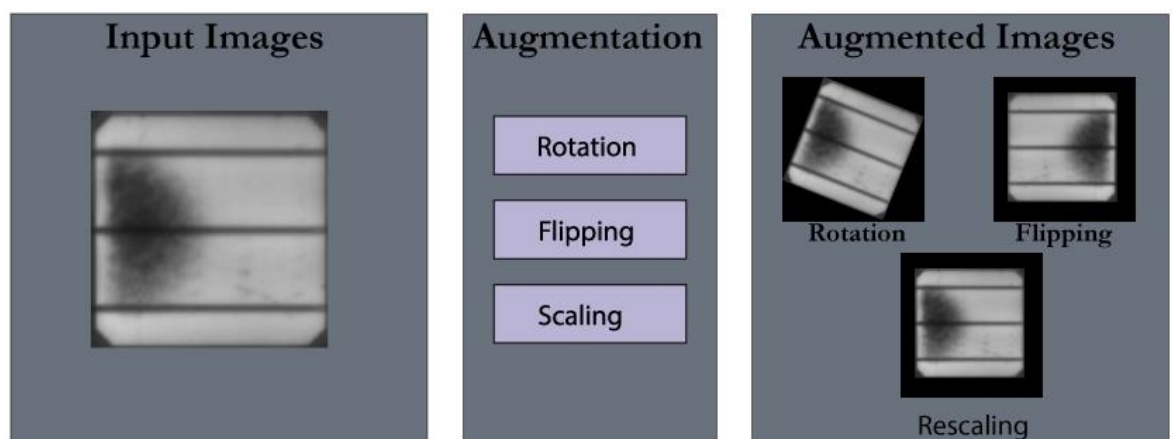 Input Images
Augmentation
Rotation
Flipping
Scaling
Augmented Images
Rotation
Flipping
Rescaling